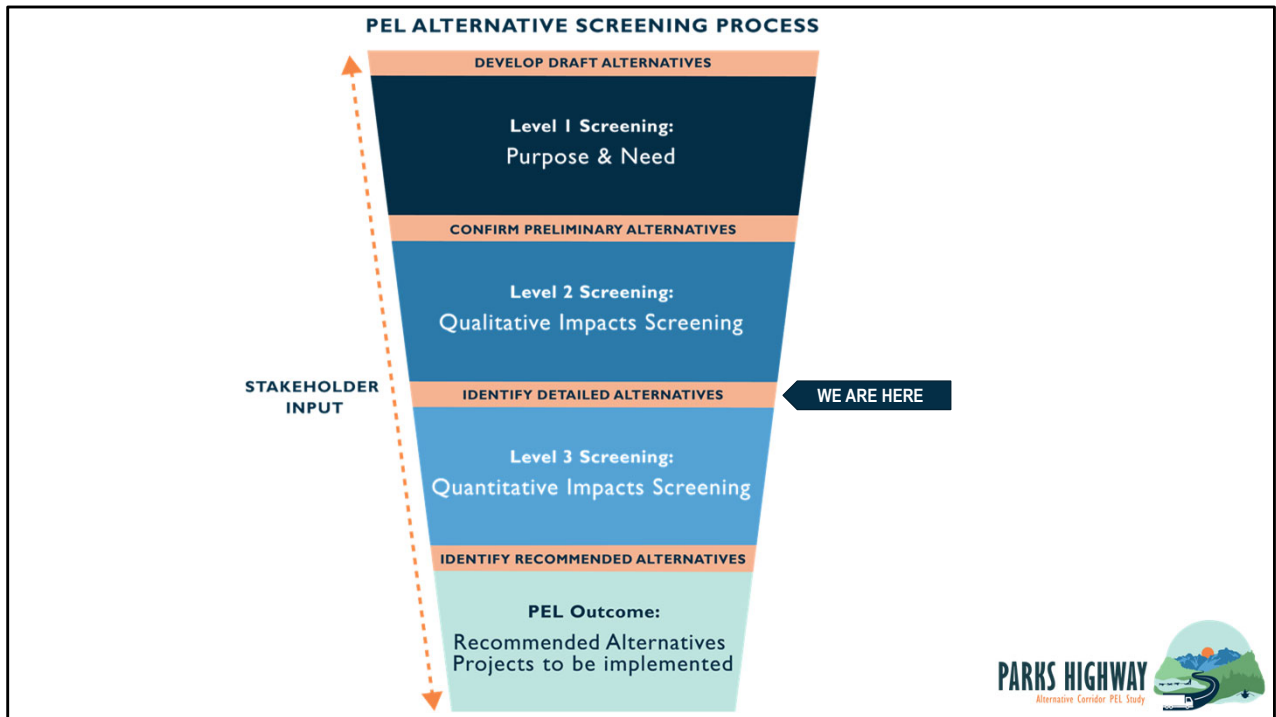 PEL ALTERNATIVE SCREENING PROCESS
DEVELOP DRAFT ALTERNATIVES
Level 1 Screening:
Purpose & Need
CONFIRM PRELIMINARY ALTERNATIVES
Level 2 Screening:
Qualitative Impacts Screening
STAKEHOLDER
INPUT
IDENTIFY DETAILED ALTERNATIVES
WE ARE HERE
Level 3 Screening:
Quantitative Impacts Screening
IDENTIFY RECOMMENDED ALTERNATIVES
PEL Outcome:
Recommended Alternatives
Projects to be implemented
PARKS HIGHWAY
Alternative Corridor PEL Study